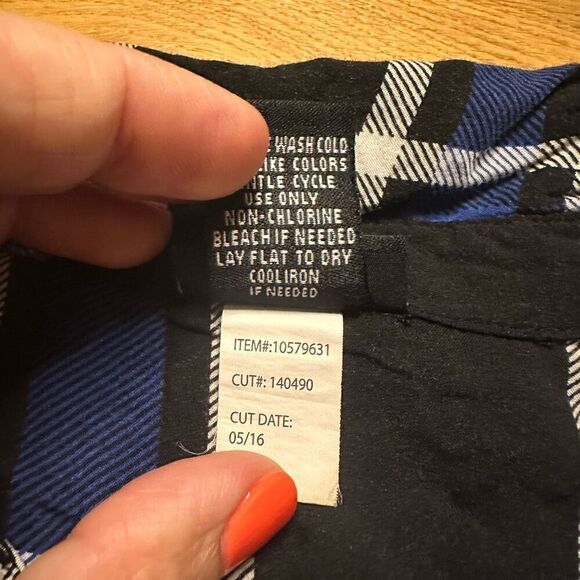 WASH COLD
LIKE COLORS
CYCLE
USE ONLY
NON-CHLORINE
BLEACH IF NEEDED
LAY FLAT TO DRY
COOL IRON
IF NEEDED
ITEM#:10579631
CUT#: 140490
CUT DATE:
05/16